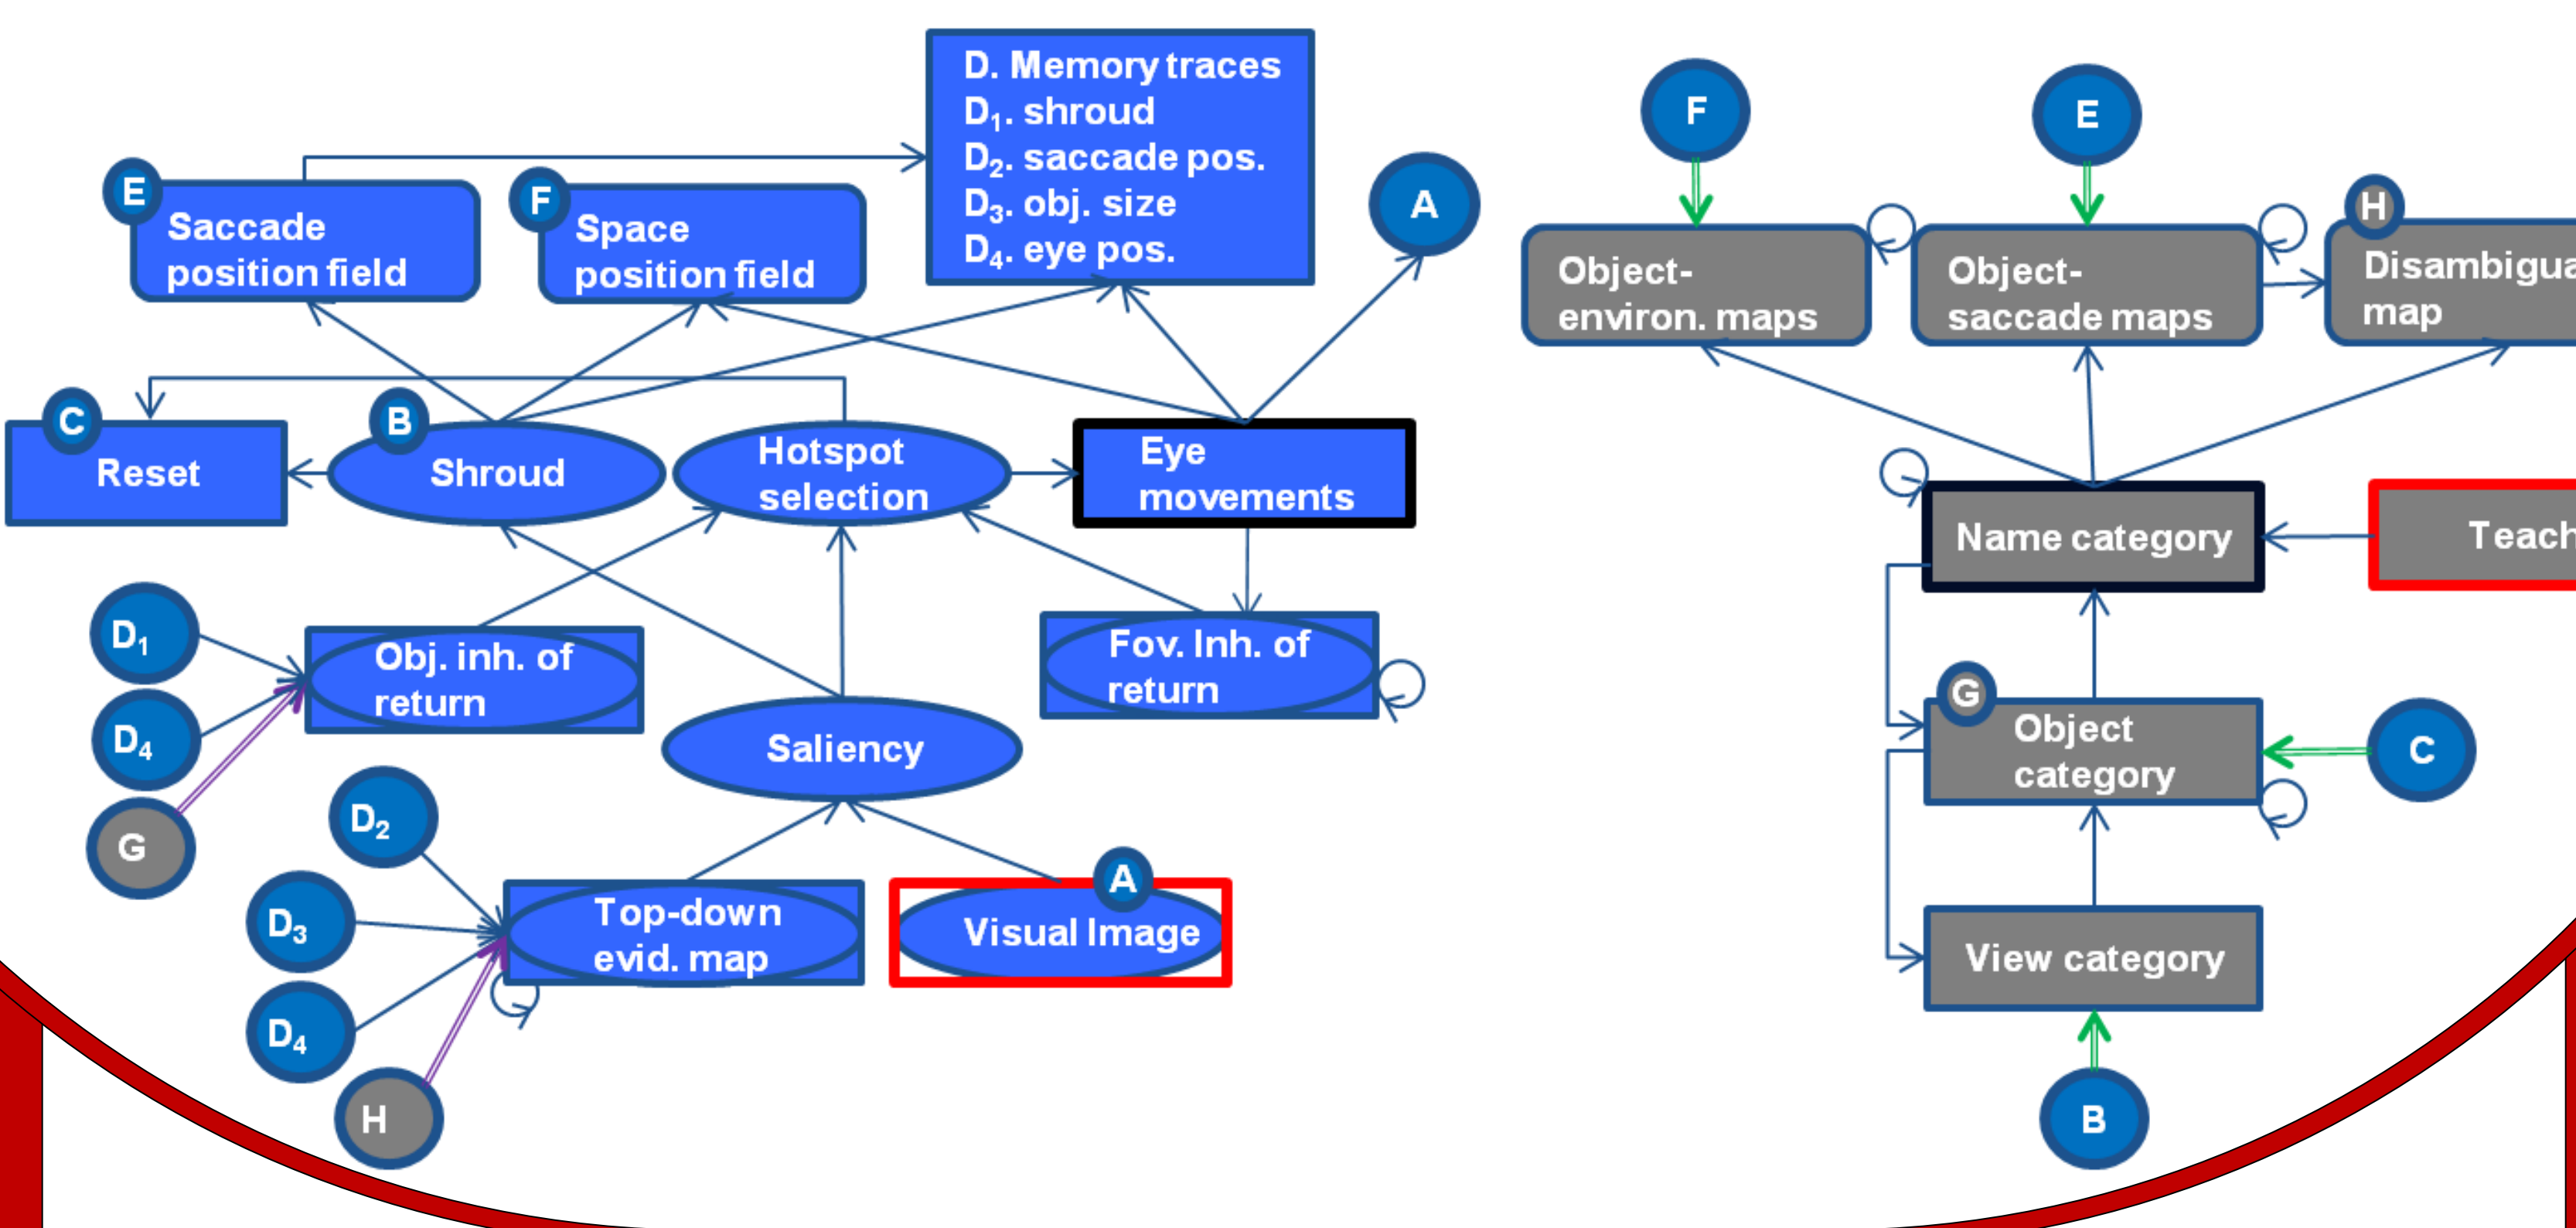 D. Memory traces
D₁. shroud
D₂. saccade pos.
D₃. obj. size
D₄. eye pos.
E
Saccade
position field
F
Space
position field
A
C
Reset
B
Shroud
Hotspot
selection
Eye
movements
D₁
D₄
G
Obj. inh. of
return
Fov. Inh. of
return
Saliency
D₂
D₃
D₄
H
Top-down
evid. map
A
Visual Image
F
E
H
Object-
environ. maps
Object-
saccade maps
map
Name category
G
Object
category
C
View category
B